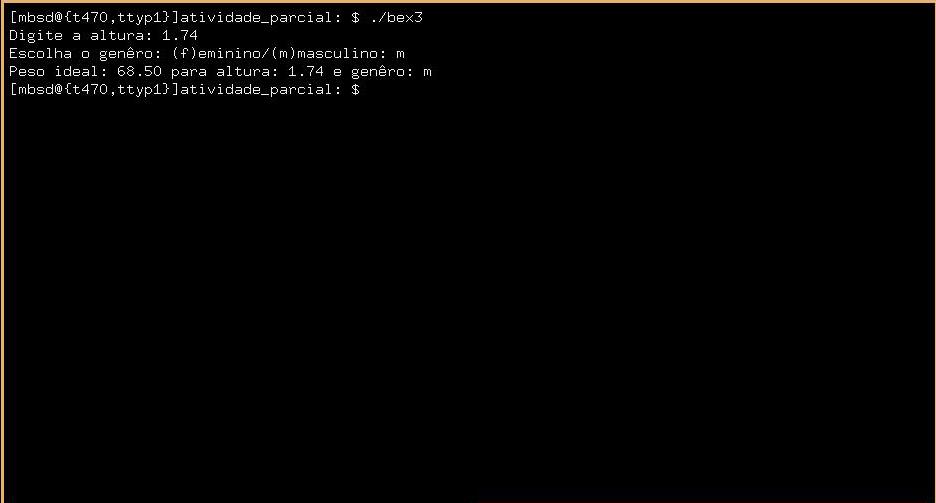 [mbsd@{t470,ttyp1}]atividade_parcial: $ ./bex3
Digite a altura: 1.74
Escolha o genêro: (f)eminino/(m)masculino: m
Peso ideal: 68.50 para altura: 1.74 e genêro: m
[mbsd@{t470,ttyp1}]atividade_parcial: $